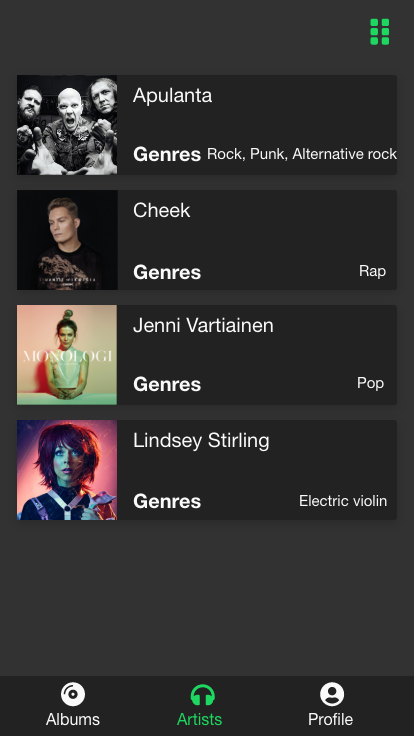 Apulanta
Genres Rock, Punk, Alternative rock
Cheek
Genres Rap
Jenni Vartiainen
MONOLOGI
Genres Pop
Lindsey Stirling
Genres Electric violin
Albums Artists Profile